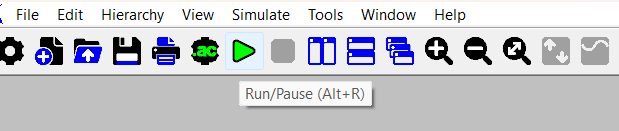 File Edit Hierarchy View Simulate Tools Window Help
.ac
Run/Pause (Alt+R)